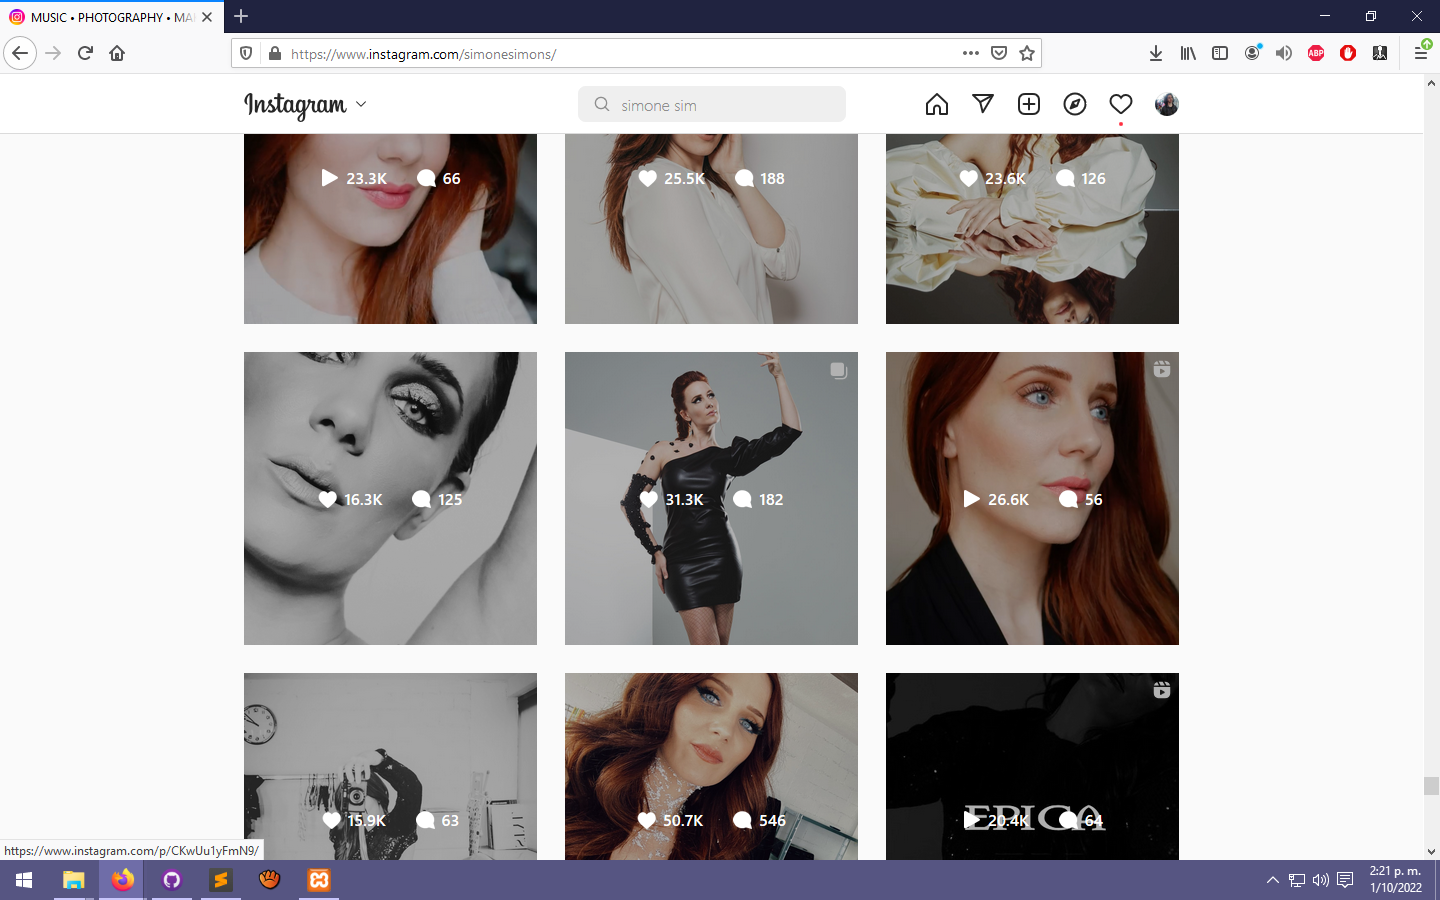 MUSIC • PHOTOGRAPHY • MA
https://www.instagram.com/simonesimons/
ABP
Instagram
simone sim
23.3K 66
25.5K 188
23.6K 126
16.3K 125
31.3K 182
26.6K 56
15.9K 63
50.7K 546
EPICA
20.4K 64
https://www.instagram.com/p/CKwUu1yFmN9/
2:21 p. m.
1/10/2022